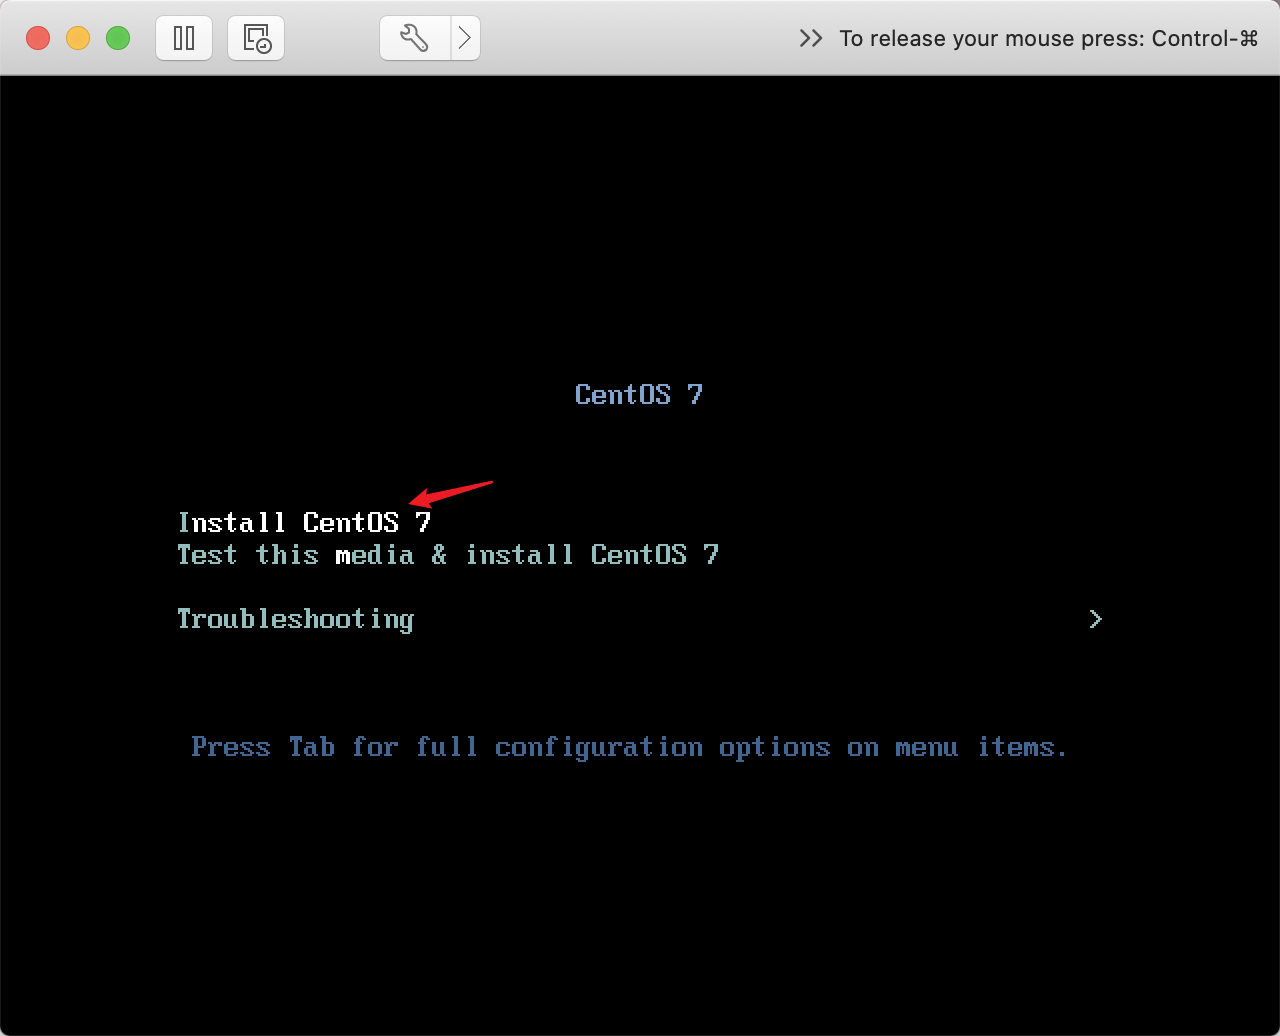 To release your mouse press: Control-⌘
CentOS 7
Install CentOS 7
Test this media & install CentOS 7
Troubleshooting >
Press Tab for full configuration options on menu items.